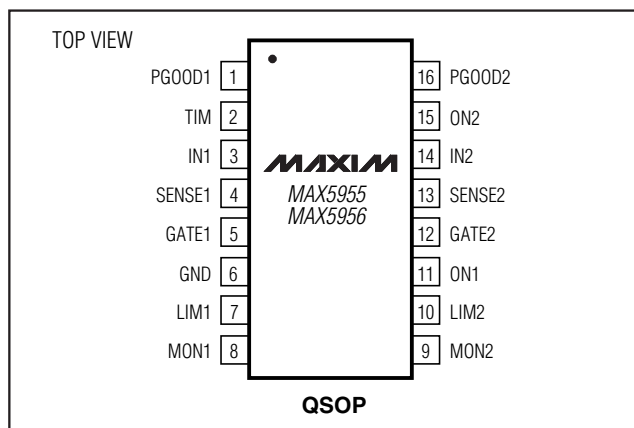 TOP VIEW
PGOOD1 1 16 PGOOD2
TIM 2 15 ON2
IN1 3 14 IN2
MAXIM
SENSE1 4 13 SENSE2
MAX5955
MAX5956
GATE1 5 12 GATE2
GND 6 11 ON1
LIM1 7 10 LIM2
MON1 8 9 MON2
QSOP